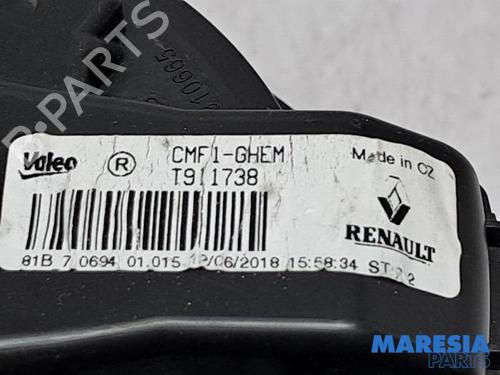 310665
Valeo
R
CMF1-GHEM
T911738
Made in CZ
RENAULT
81B 7 0694 01.015 12/06/2018 15:58:34
B-Parts
MARESIA
PARTS